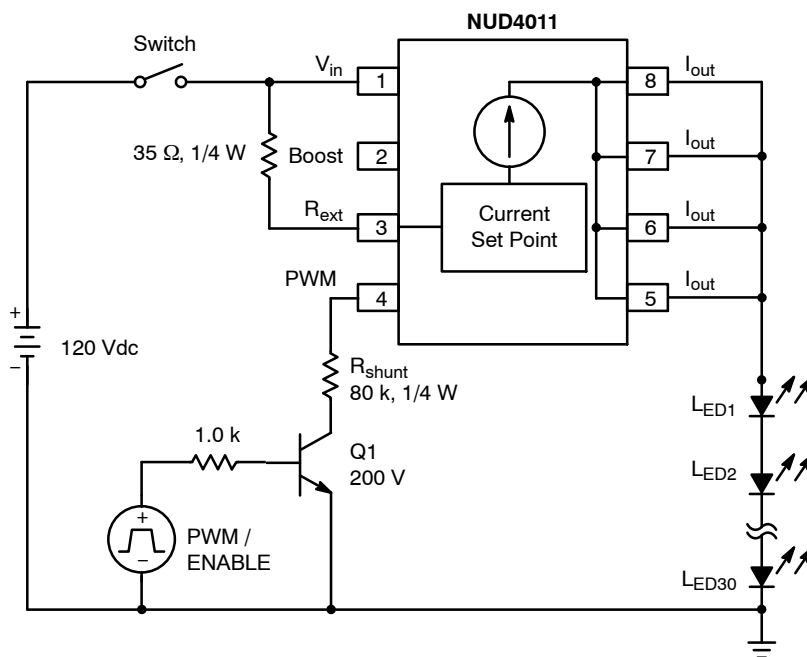 NUD4011
Switch
V_in
1
8
I_out
35 Ω, 1/4 W
Boost
2
7
I_out
R_ext
3
Current
Set Point
6
I_out
PWM
4
5
I_out
+
−
120 Vdc
R_shunt
80 k, 1/4 W
L_ED1
1.0 k
Q1
200 V
L_ED2
+
−
PWM /
ENABLE
L_ED30